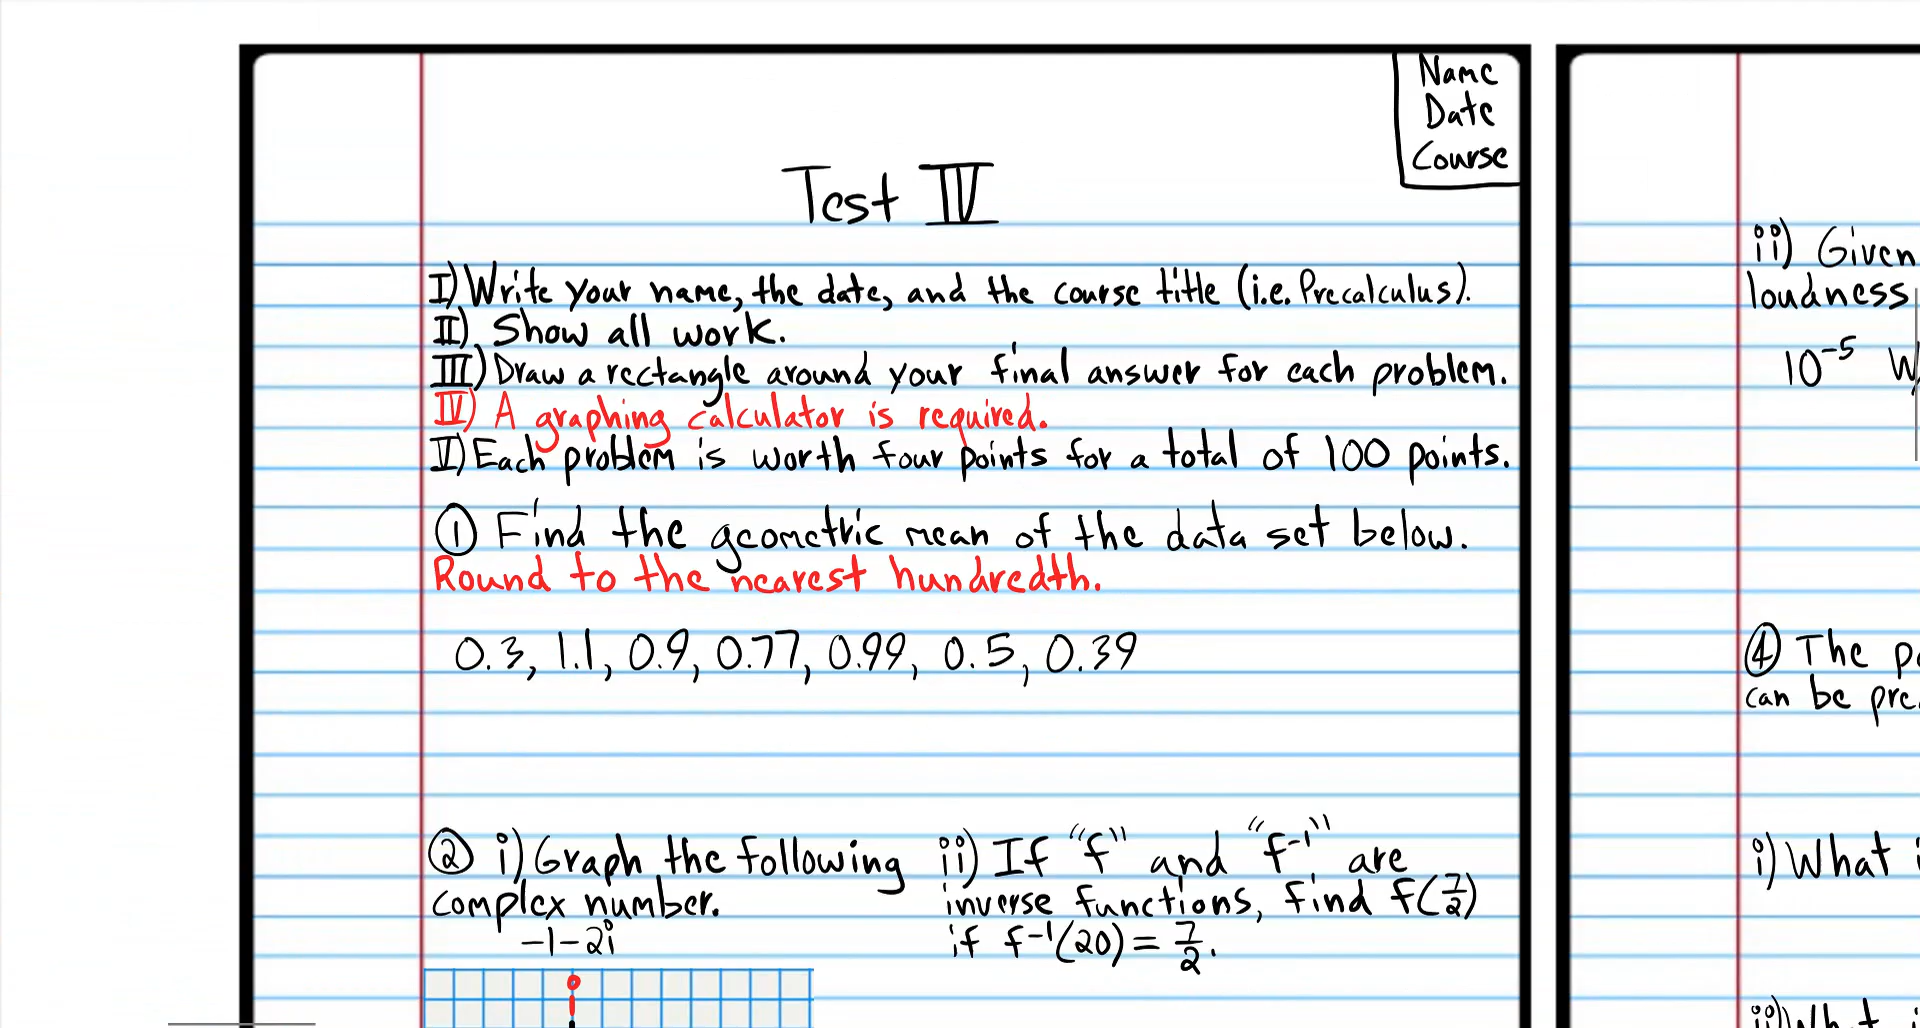 Name
Date
Course
Test IV
I) Write your name, the date, and the course title (i.e. Precalculus).
II) Show all work.
III) Draw a rectangle around your final answer for each problem.
IV) A graphing calculator is required.
V) Each problem is worth four points for a total of 100 points.
① Find the geometric mean of the data set below.
Round to the nearest hundredth.
0.3, 1.1, 0.9, 0.77, 0.99, 0.5, 0.39
② i) Graph the following
complex number.
-1-2i
ii) If "f" and "f⁻¹" are
inverse functions, find f(7/2)
if f⁻¹(20) = 7/2.
ii) Given
loudness
10⁻⁵ W
④ The
can be
i) What
ii) What